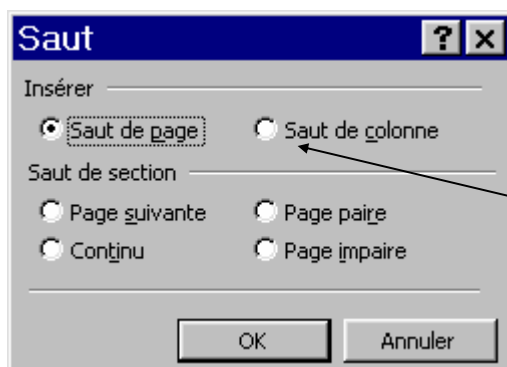 Saut ? ×
Insérer
Saut de page Saut de colonne
Saut de section
Page suivante Page paire
Continu Page impaire
OK Annuler